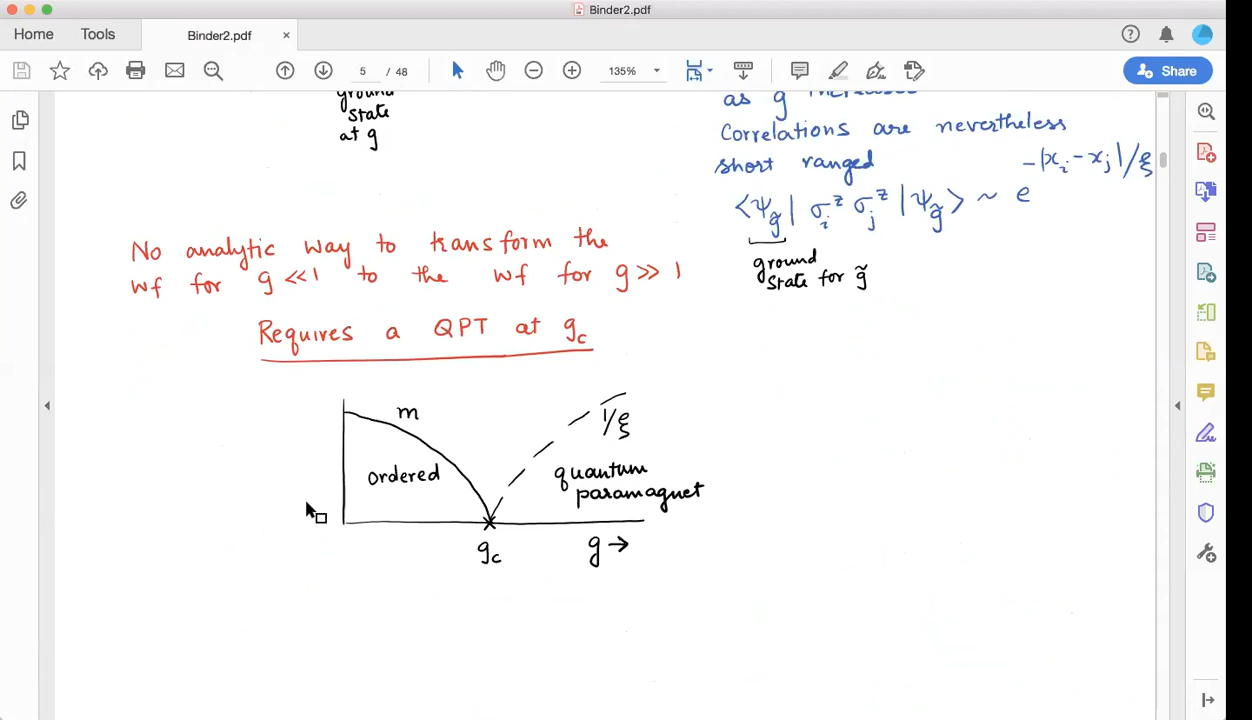 Binder2.pdf
Home
Tools
Binder2.pdf
×
5 / 48
135%
Share
ground
state
at g
as g increases
Correlations are nevertheless
short ranged
⟨Ψ_g̃| σ_i^z σ_j^z |Ψ_g̃⟩ ~ e^{-|x_i - x_j|/ξ}
ground
state for g̃
No analytic way to transform the
wf for g <<1 to the wf for g >> 1
Requires a QPT at g_c
m
1/ξ
ordered
quantum
paramagnet
g_c
g →